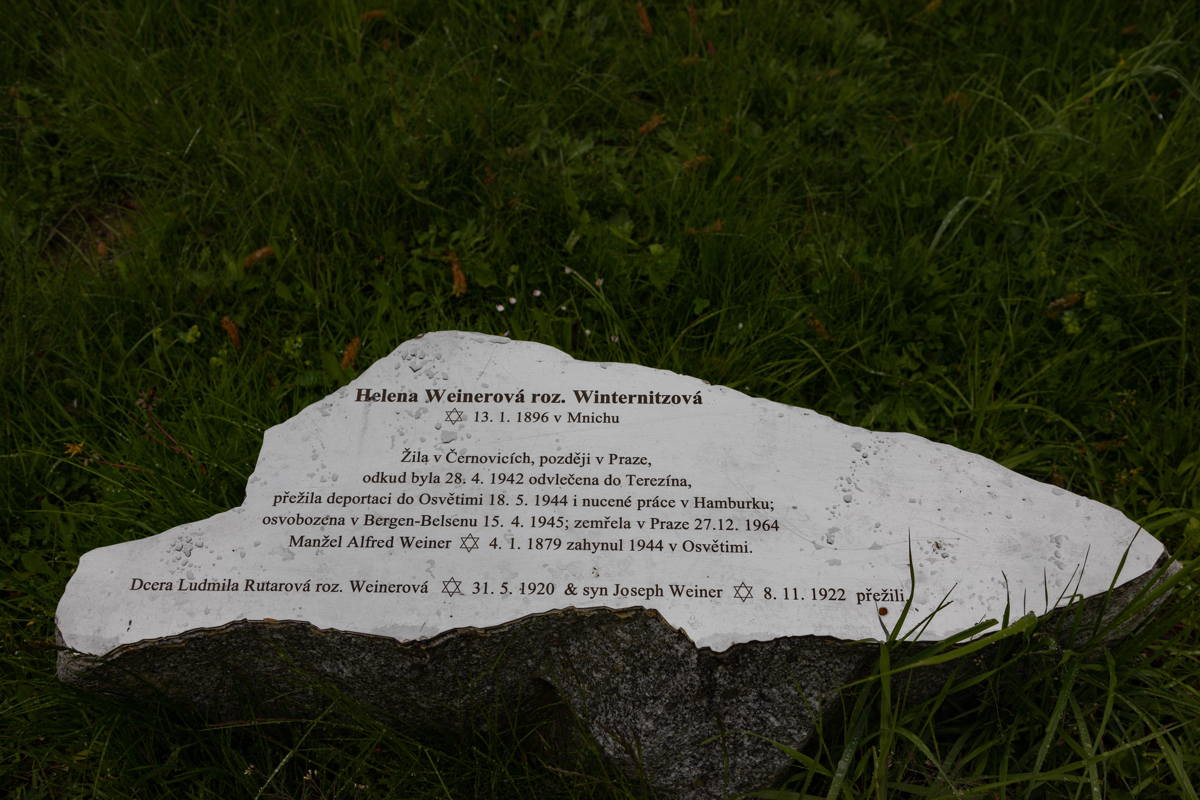 Helena Weinerová roz. Winternitzová
✡ 13. 1. 1896 v Mnichu
Žila v Černovicích, později v Praze,
odkud byla 28. 4. 1942 odvlečena do Terezína,
přežila deportaci do Osvětimi 18. 5. 1944 i nucené práce v Hamburku;
osvobozena v Bergen-Belsenu 15. 4. 1945; zemřela v Praze 27.12. 1964
Manžel Alfred Weiner ✡ 4. 1. 1879 zahynul 1944 v Osvětimi.
Dcera Ludmila Rutarová roz. Weinerová ✡ 31. 5. 1920 & syn Joseph Weiner ✡ 8. 11. 1922 přežili.